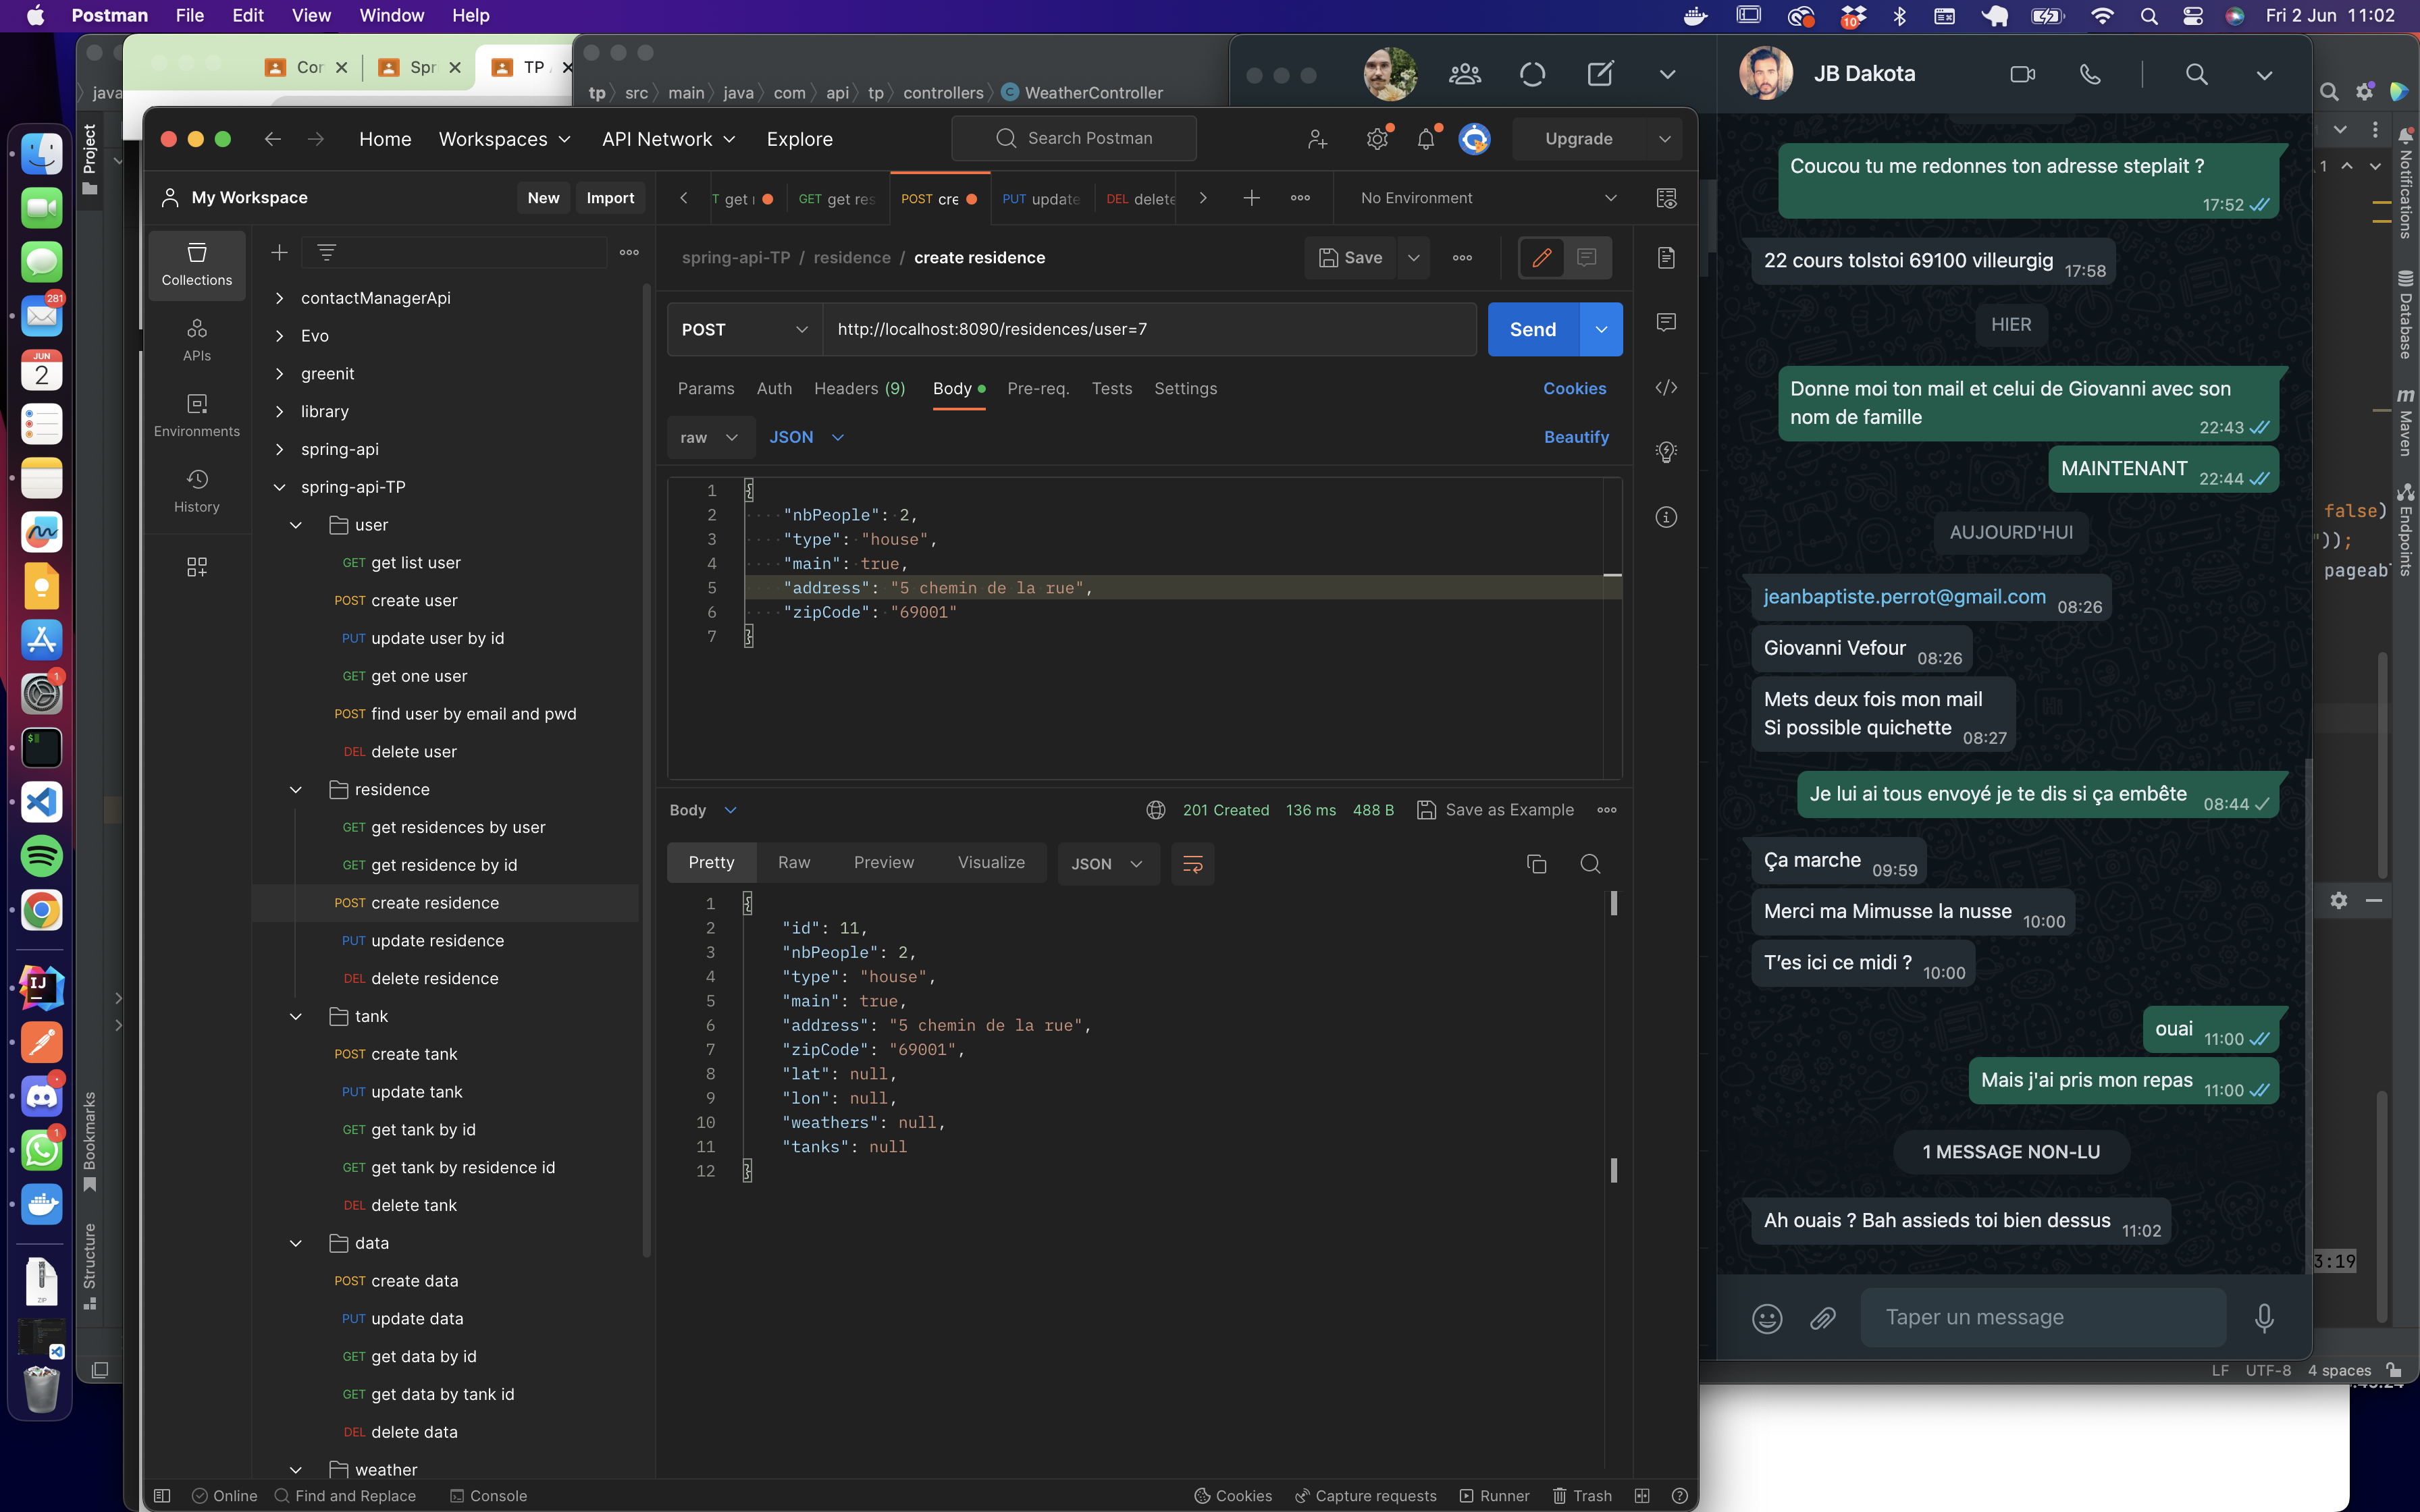 Postman File Edit View Window Help
10
Fri 2 Jun 11:02
Cor
Spr
TP
java
tp src main java com api tp controllers WeatherController
Project
Bookmarks
Structure
281
JUN
2
1
1
ZIP
Home Workspaces API Network Explore
Search Postman
Upgrade
My Workspace
New Import
GET get res
POST cre
PUT update
DEL delete
No Environment
Collections
APIs
Environments
History
contactManagerApi
Evo
greenit
library
spring-api
spring-api-TP
user
GET get list user
POST create user
PUT update user by id
GET get one user
POST find user by email and pwd
DEL delete user
residence
GET get residences by user
GET get residence by id
POST create residence
PUT update residence
DEL delete residence
tank
POST create tank
PUT update tank
GET get tank by id
GET get tank by residence id
DEL delete tank
data
POST create data
PUT update data
GET get data by id
GET get data by tank id
DEL delete data
weather
spring-api-TP / residence / create residence
Save
POST
http://localhost:8090/residences/user=7
Send
Params Auth Headers (9) Body Pre-req. Tests Settings
Cookies
raw JSON
Beautify
1 {
2 "nbPeople": 2,
3 "type": "house",
4 "main": true,
5 "address": "5 chemin de la rue",
6 "zipCode": "69001"
7 }
Body
201 Created 136 ms 488 B Save as Example
Pretty Raw Preview Visualize JSON
1 {
2 "id": 11,
3 "nbPeople": 2,
4 "type": "house",
5 "main": true,
6 "address": "5 chemin de la rue",
7 "zipCode": "69001",
8 "lat": null,
9 "lon": null,
10 "weathers": null,
11 "tanks": null
12 }
Online Find and Replace Console
Cookies Capture requests Runner Trash
JB Dakota
Coucou tu me redonnes ton adresse steplait ?
17:52
22 cours tolstoi 69100 villeurgig 17:58
HIER
Donne moi ton mail et celui de Giovanni avec son
nom de famille
22:43
MAINTENANT 22:44
AUJOURD'HUI
jeanbaptiste.perrot@gmail.com 08:26
Giovanni Vefour 08:26
Mets deux fois mon mail
Si possible quichette 08:27
Je lui ai tous envoyé je te dis si ça embête 08:44
Ça marche 09:59
Merci ma Mimusse la nusse 10:00
T'es ici ce midi ? 10:00
ouai 11:00
Mais j'ai pris mon repas 11:00
1 MESSAGE NON-LU
Ah ouais ? Bah assieds toi bien dessus 11:02
Taper un message
1
false)
"));
pageabl
3:19
Notifications
Database
m Maven
Endpoints
LF UTF-8 4 spaces